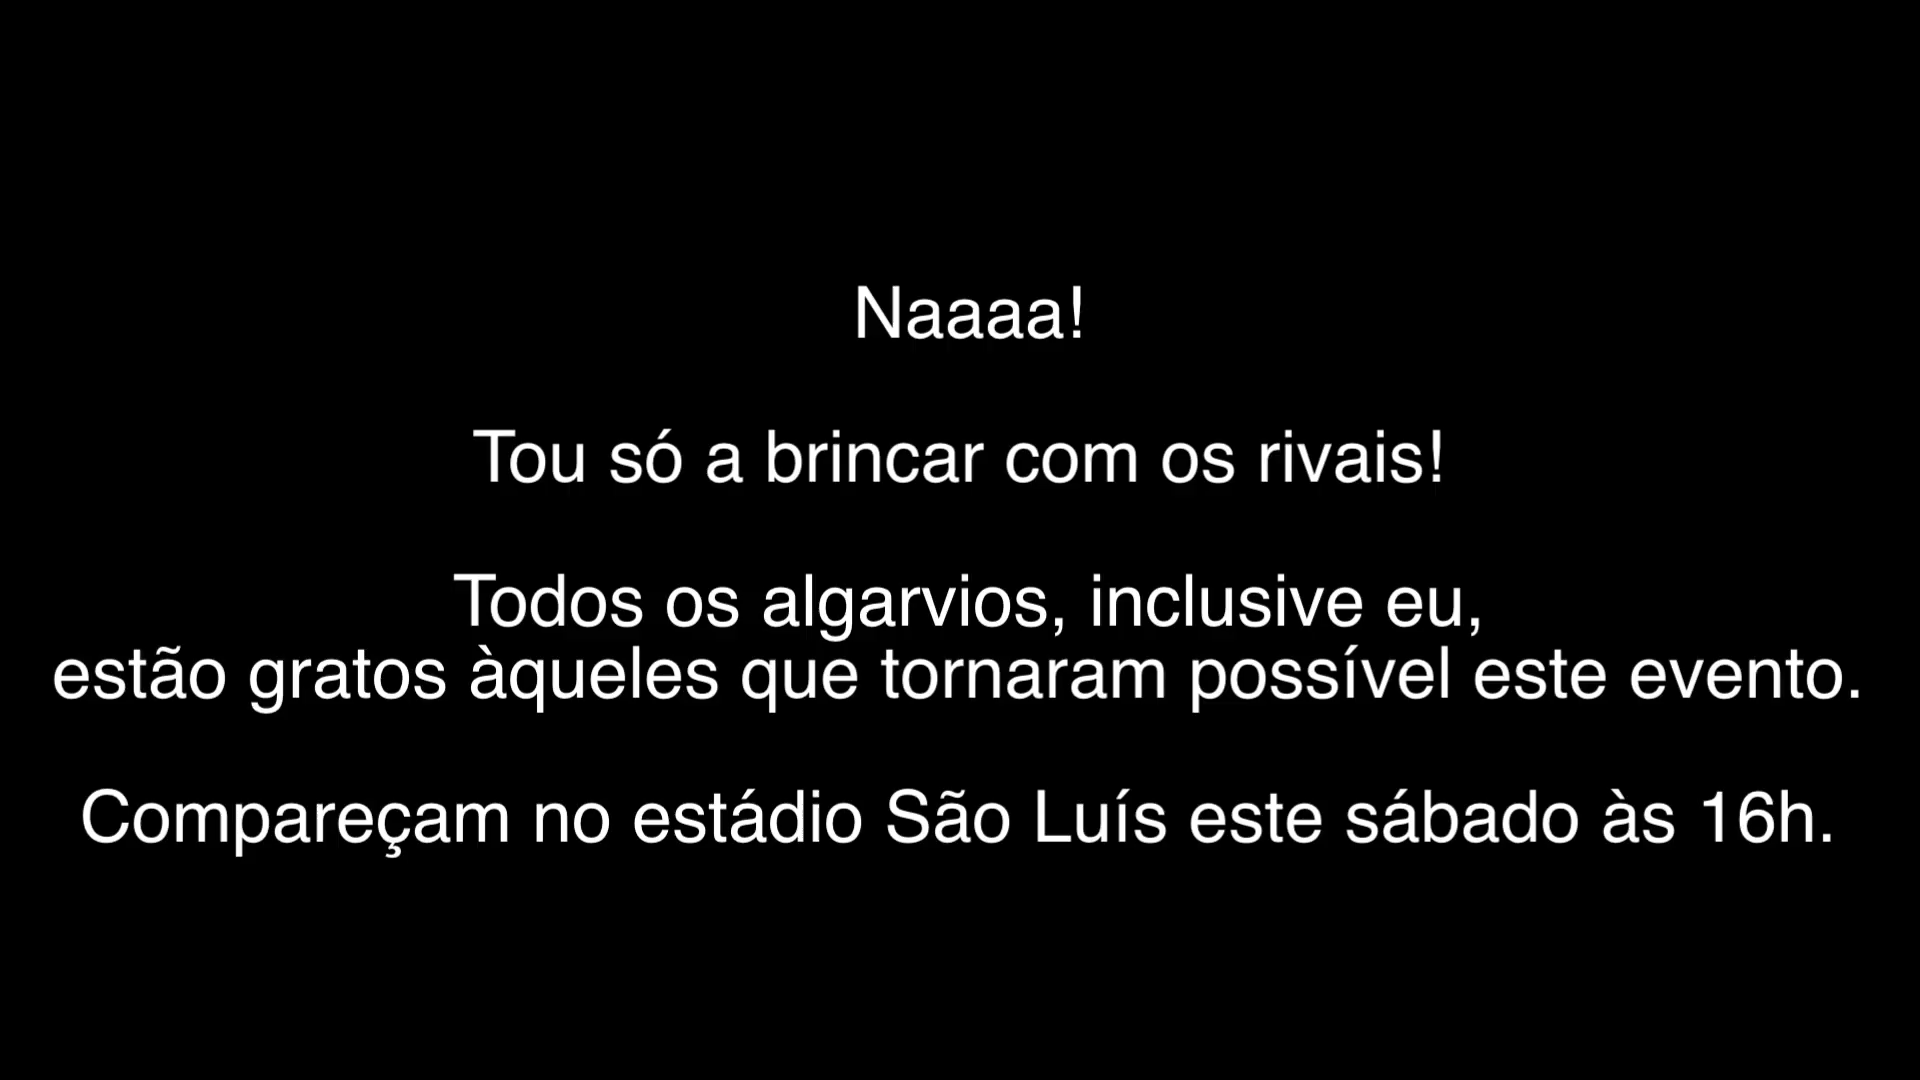 Naaaa!
Tou só a brincar com os rivais!
Todos os algarvios, inclusive eu,
estão gratos àqueles que tornaram possível este evento.
Compareçam no estádio São Luís este sábado às 16h.